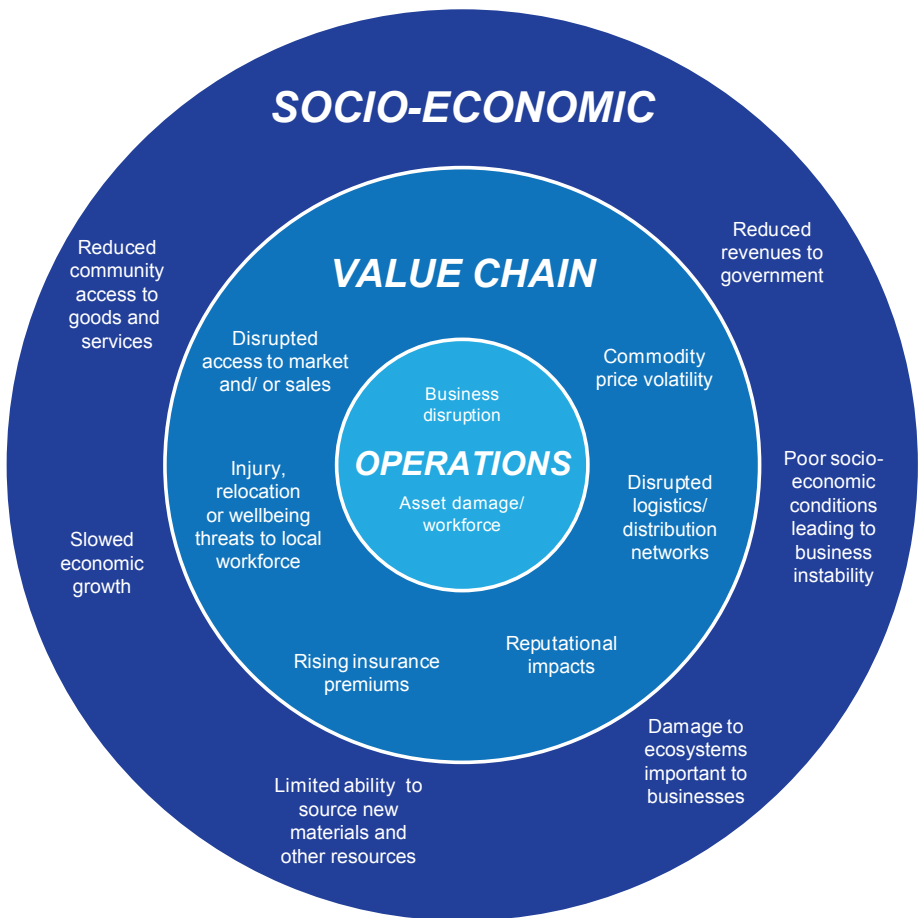 SOCIO-ECONOMIC
Reduced
community
access to
goods and
services
Reduced
revenues to
government
VALUE CHAIN
Disrupted
access to market
and/ or sales
Commodity
price volatility
Business
disruption
OPERATIONS
Asset damage/
workforce
Injury,
relocation
or wellbeing
threats to local
workforce
Disrupted
logistics/
distribution
networks
Poor socio-
economic
conditions
leading to
business
instability
Slowed
economic
growth
Rising insurance
premiums
Reputational
impacts
Damage to
ecosystems
important to
businesses
Limited ability to
source new
materials and
other resources